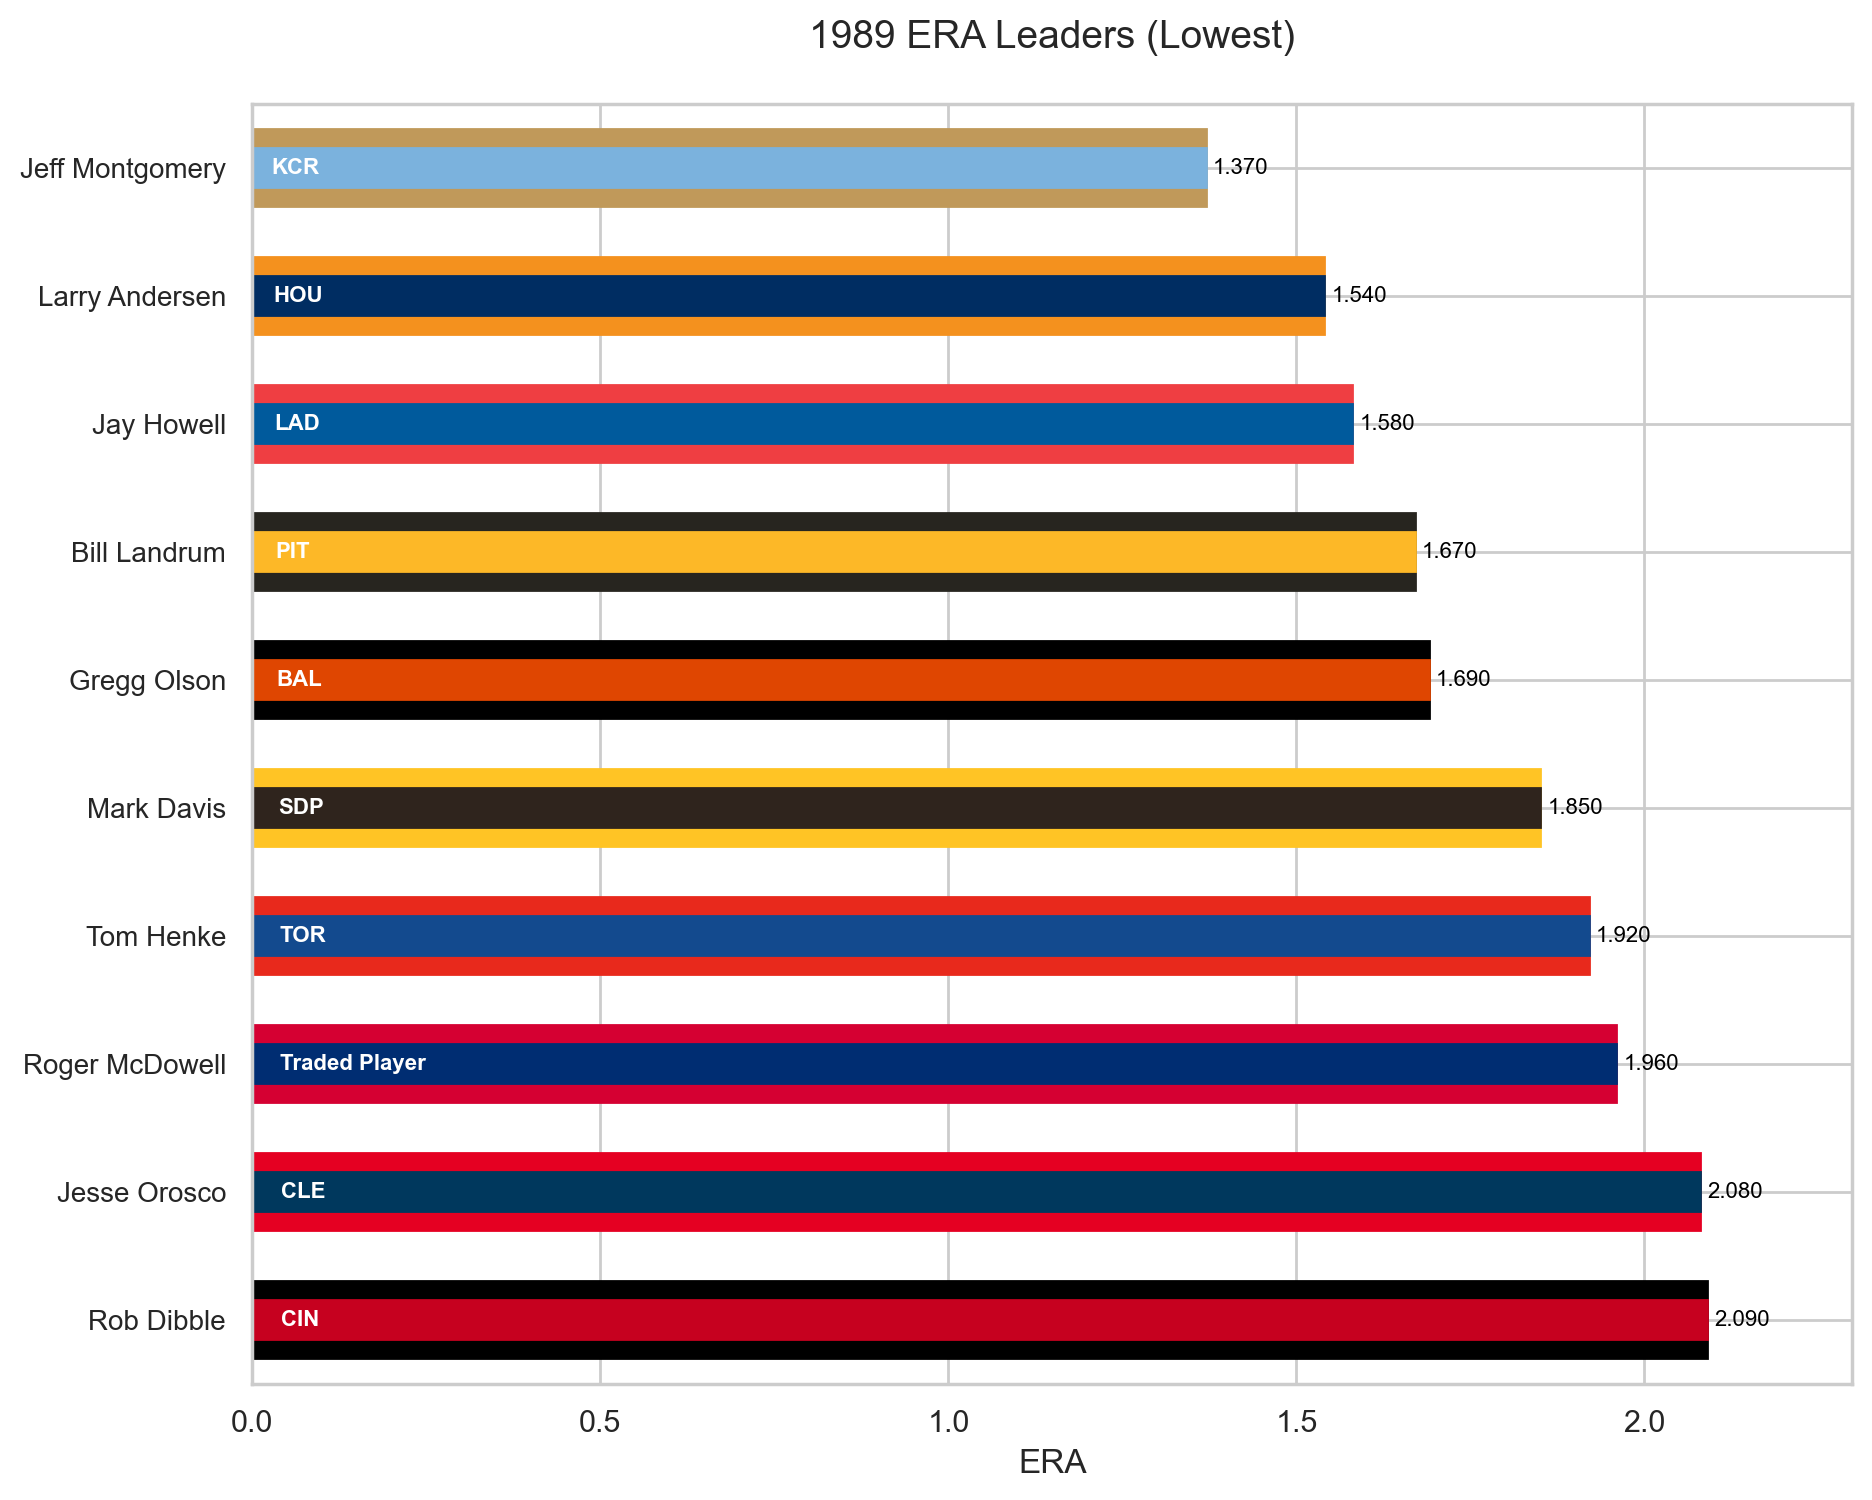 1989 ERA Leaders (Lowest)
Jeff Montgomery KCR 1.370
Larry Andersen HOU 1.540
Jay Howell LAD 1.580
Bill Landrum PIT 1.670
Gregg Olson BAL 1.690
Mark Davis SDP 1.850
Tom Henke TOR 1.920
Roger McDowell Traded Player 1.960
Jesse Orosco CLE 2.080
Rob Dibble CIN 2.090
0.0 0.5 1.0 1.5 2.0
ERA